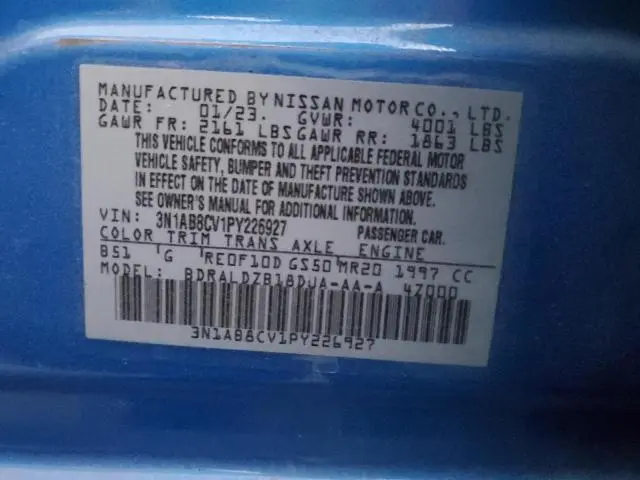 MANUFACTURED BY NISSAN MOTOR CO., LTD.
DATE: 01/23. GVWR: 4001 LBS
GAWR FR: 2161 LBS GAWR RR: 1863 LBS
THIS VEHICLE CONFORMS TO ALL APPLICABLE FEDERAL MOTOR
VEHICLE SAFETY, BUMPER AND THEFT PREVENTION STANDARDS
IN EFFECT ON THE DATE OF MANUFACTURE SHOWN ABOVE.
SEE OWNER'S MANUAL FOR ADDITIONAL INFORMATION.
VIN: 3N1AB8CV1PY226927 PASSENGER CAR.
COLOR TRIM TRANS AXLE ENGINE
B51 G RE0F10D GS50 MR20 1997 CC
MODEL: BDRALDZB18DUA-AA-A 4Z000
3N1AB8CV1PY226927